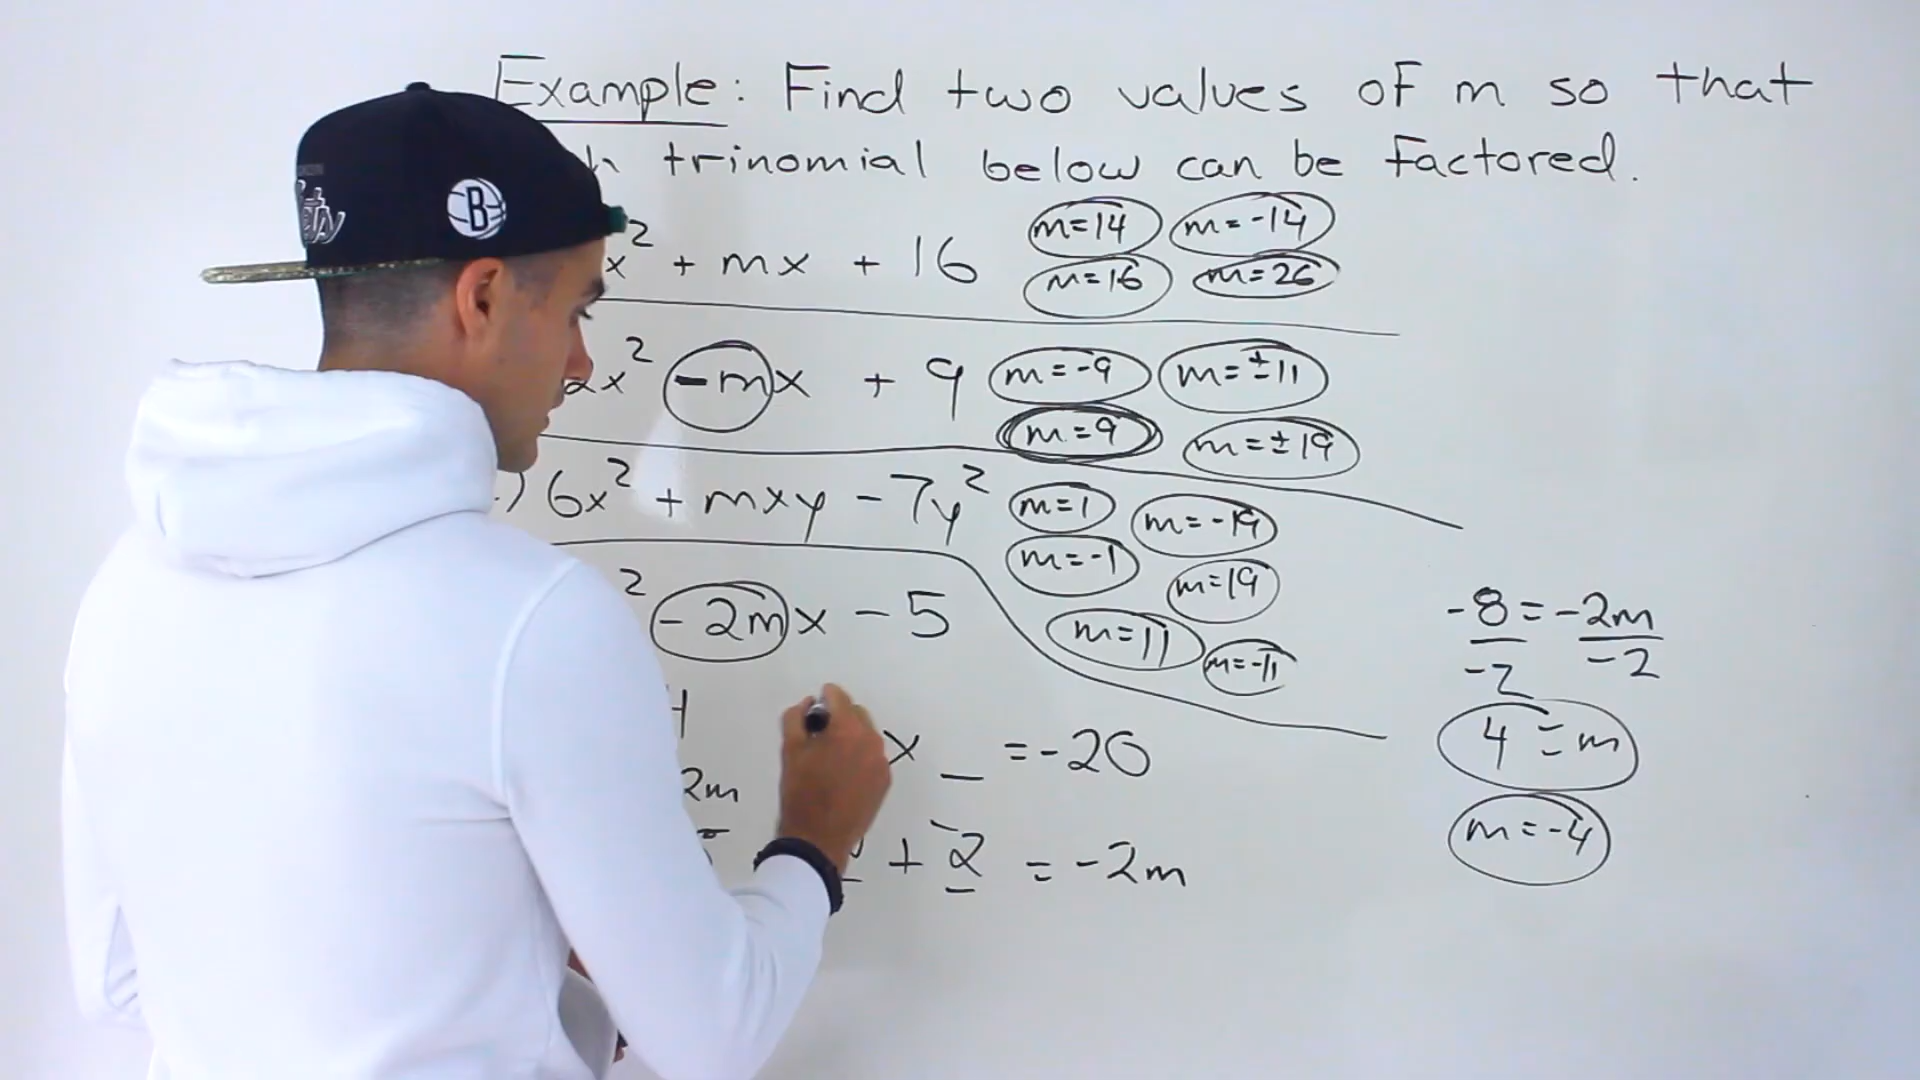 Example: Find two values of m so that
trinomial below can be factored.
x² + mx + 16 m=14 m=-14
m=16 m=26
2x² -mx + 9 m=-9 m=±11
m=9 m=±19
) 6x² + mxy - 7y² m=1 m=-19
m=-1 m=19
² -2mx - 5 m=11 m=-11
-8 = -2m
-2 -2
4 = m
x _ = -20
2m
m=-4
+ -2 = -2m
B